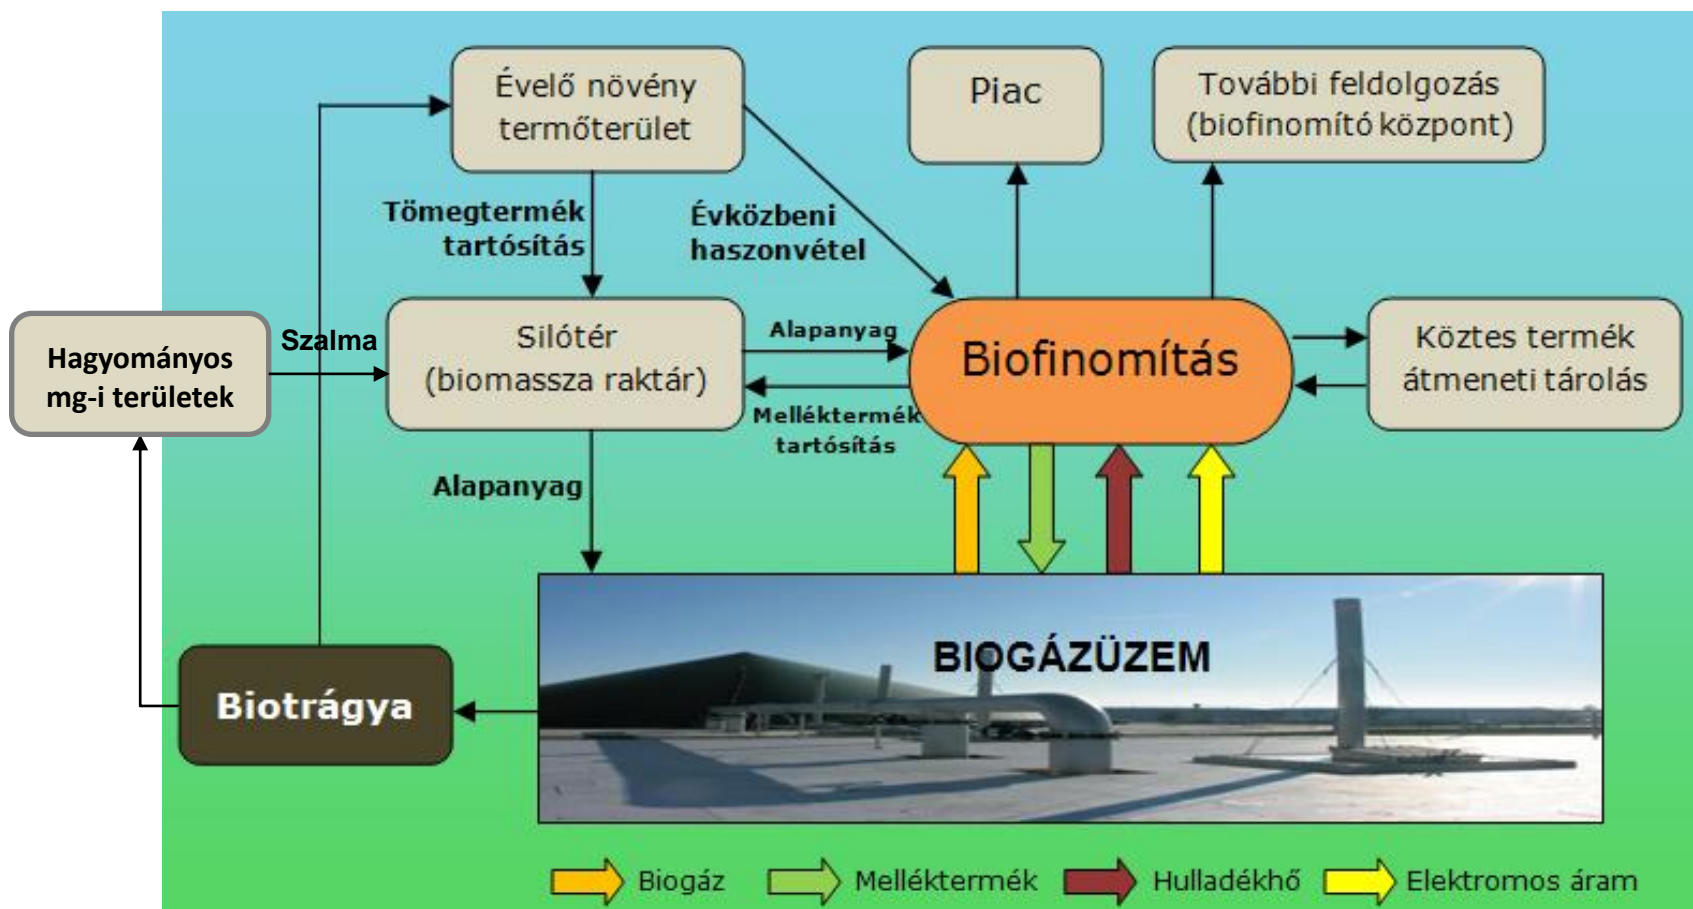 Évelő növény
termőterület
Piac
További feldolgozás
(biofinomító központ)
Tömegtermék
tartósítás
Évközbeni
haszonvétel
Hagyományos
mg-i területek
Szalma
Silótér
(biomassza raktár)
Alapanyag
Melléktermék
tartósítás
Biofinomítás
Köztes termék
átmeneti tárolás
Alapanyag
BIOGÁZÜZEM
Biotrágya
Biogáz
Melléktermék
Hulladékhő
Elektromos áram